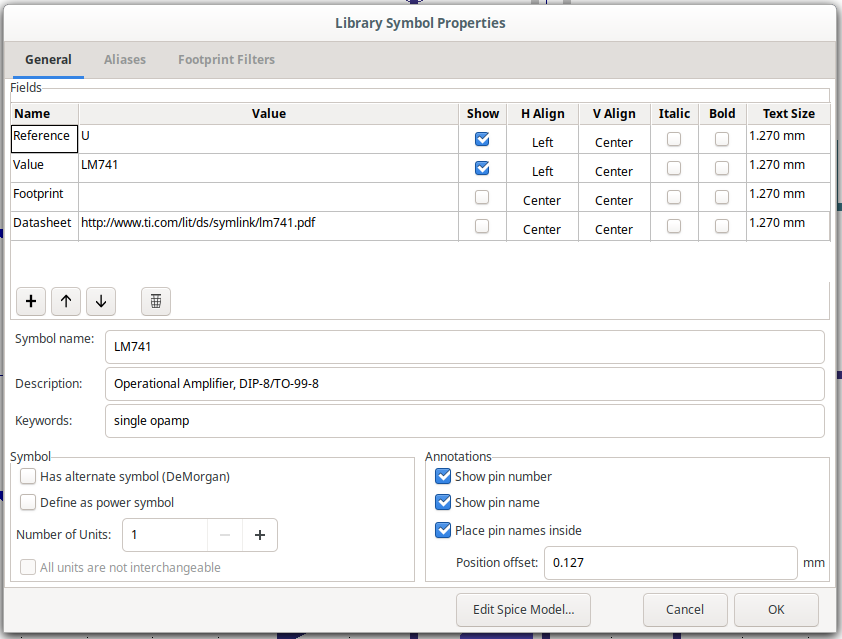 Library Symbol Properties
General Aliases Footprint Filters
Fields
Name Value Show H Align V Align Italic Bold Text Size
Reference U Left Center 1.270 mm
Value LM741 Left Center 1.270 mm
Footprint Center Center 1.270 mm
Datasheet http://www.ti.com/lit/ds/symlink/lm741.pdf Center Center 1.270 mm
Symbol name: LM741
Description: Operational Amplifier, DIP-8/TO-99-8
Keywords: single opamp
Symbol Annotations
Has alternate symbol (DeMorgan) Show pin number
Define as power symbol Show pin name
Number of Units: 1 − + Place pin names inside
Position offset: 0.127 mm
All units are not interchangeable
Edit Spice Model... Cancel OK